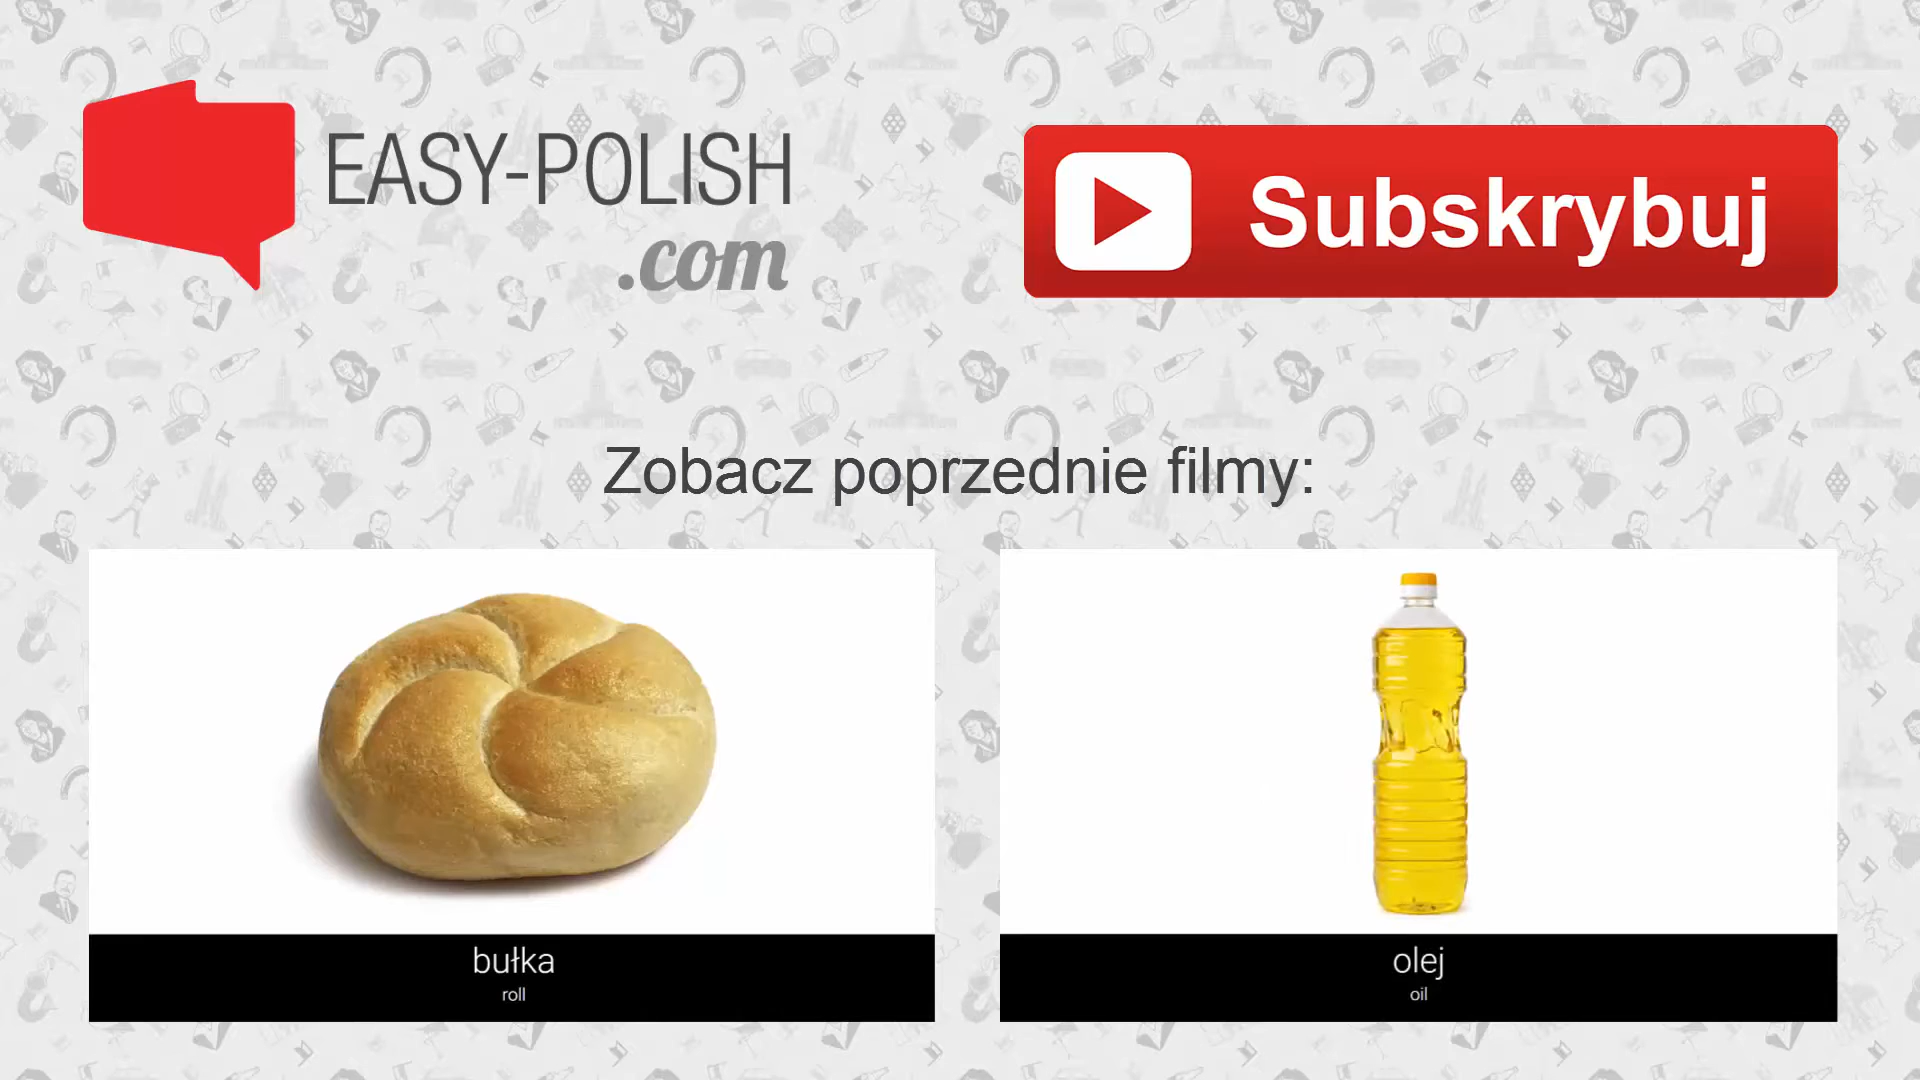 EASY-POLISH
.com
Subskrybuj
Zobacz poprzednie filmy:
bułka
roll
olej
oil